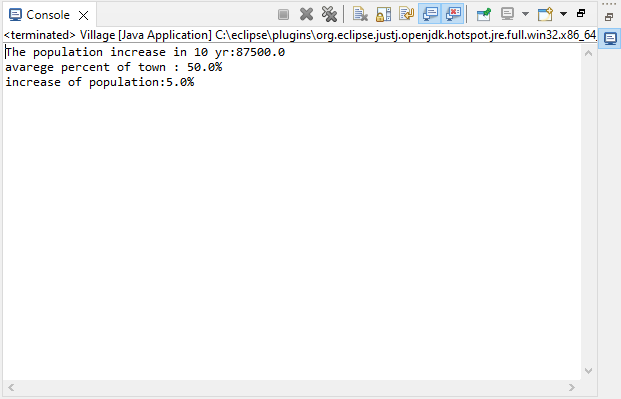 Console
<terminated> Village [Java Application] C:\eclipse\plugins\org.eclipse.justj.openjdk.hotspot.jre.full.win32.x86_64_
The population increase in 10 yr:87500.0
avarege percent of town : 50.0%
increase of population:5.0%